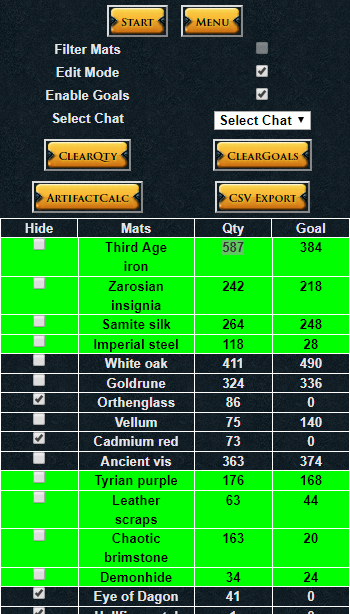 Start Menu
Filter Mats
Edit Mode
Enable Goals
Select Chat Select Chat
ClearQty ClearGoals
ArtifactCalc CSV Export
Hide Mats Qty Goal
Third Age 587 384
iron
Zarosian 242 218
insignia
Samite silk 264 248
Imperial steel 118 28
White oak 411 490
Goldrune 324 336
Orthenglass 86 0
Vellum 75 140
Cadmium red 73 0
Ancient vis 363 374
Tyrian purple 176 168
Leather 63 44
scraps
Chaotic 163 20
brimstone
Demonhide 34 24
Eye of Dagon 41 0